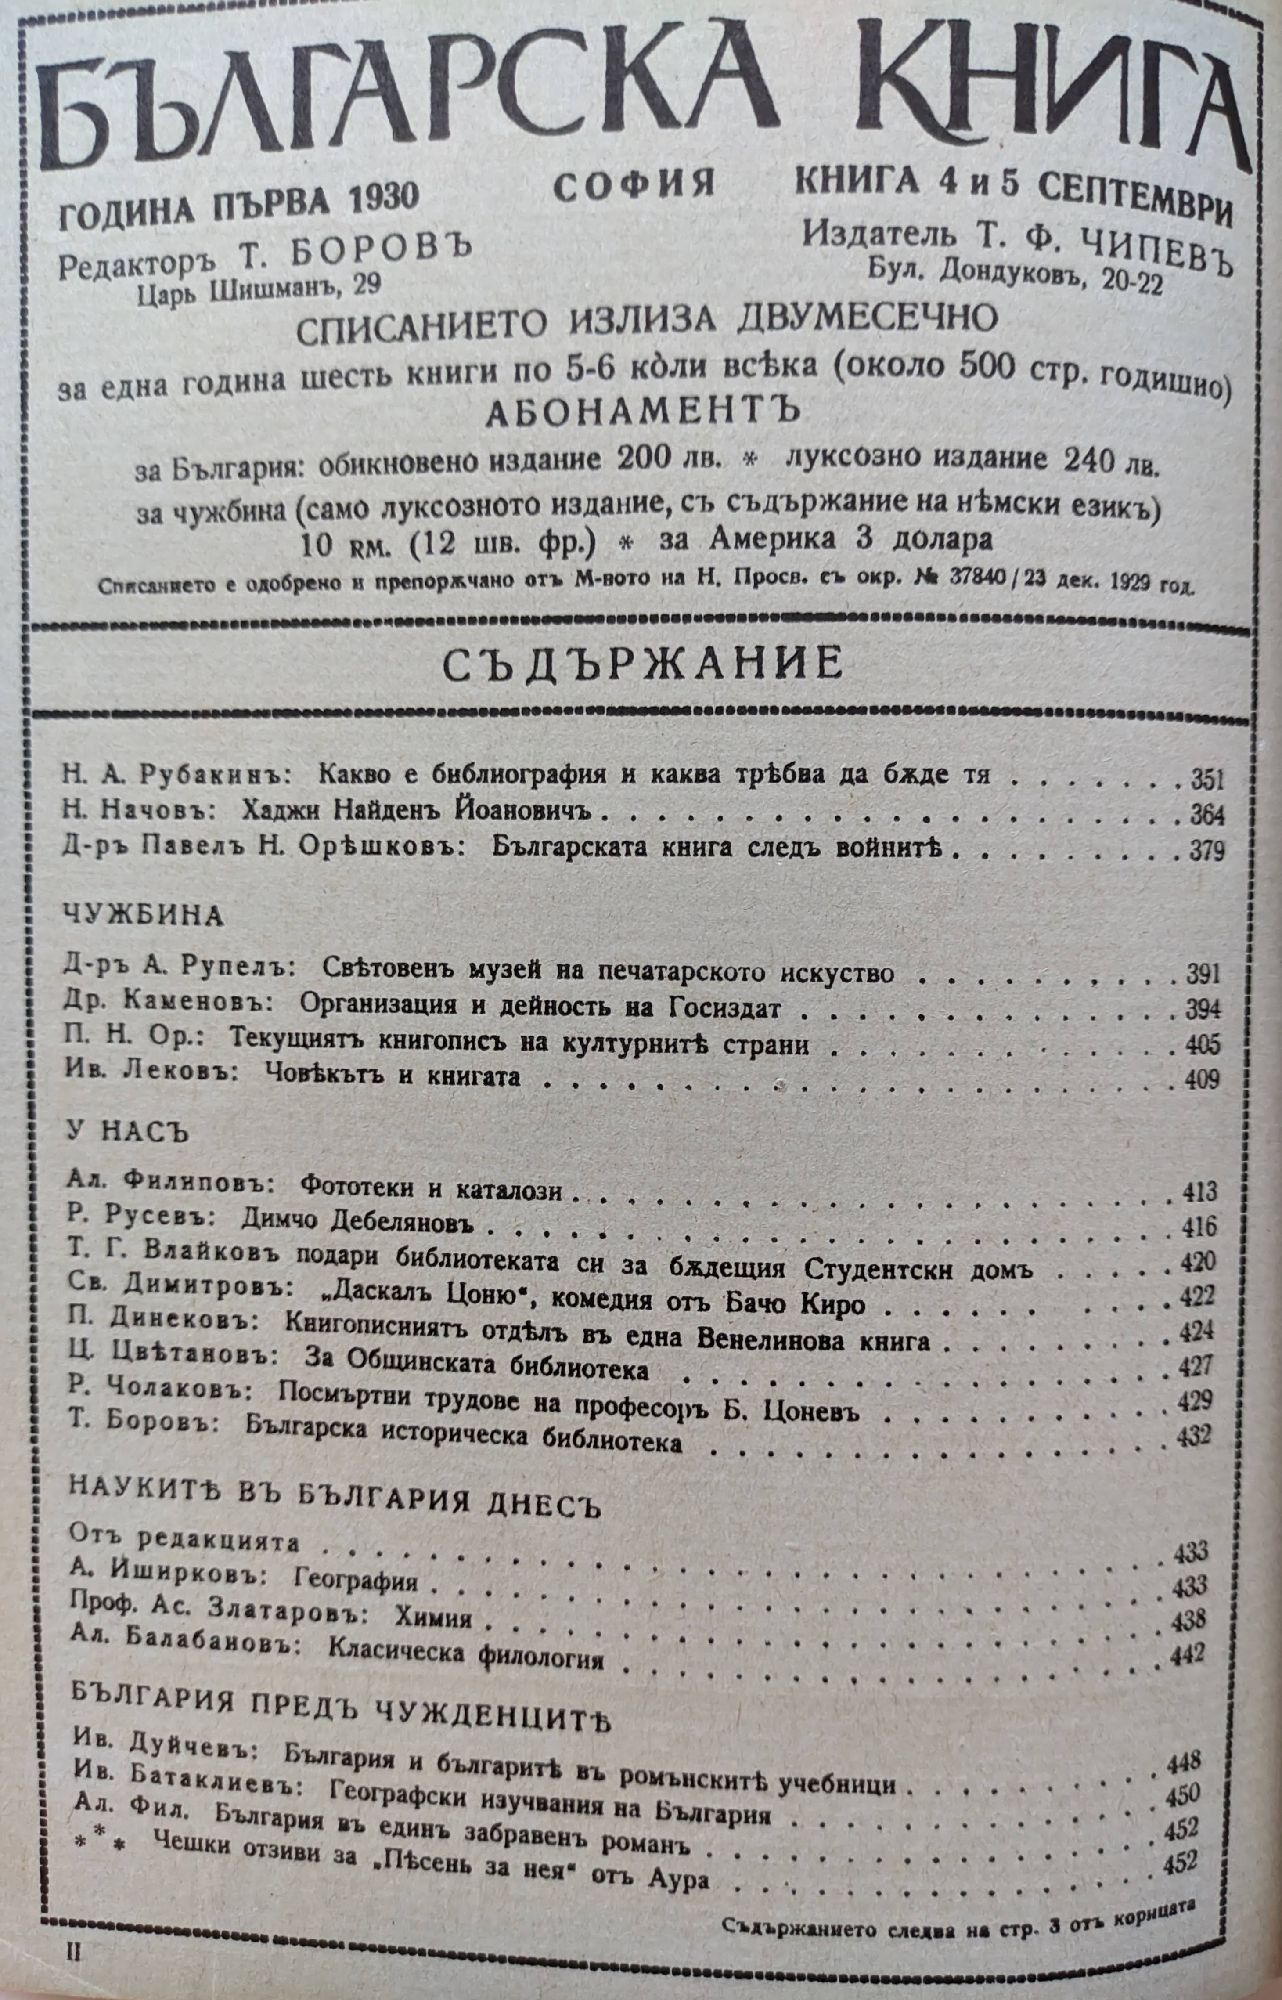 БЪЛГАРСКА КНИГА
ГОДИНА ПЪРВА 1930 СОФИЯ КНИГА 4 и 5 СЕПТЕМВРИ
Редакторъ Т. БОРОВЪ Издатель Т. Ф. ЧИПЕВЪ
Царь Шишманъ, 29 Бул. Дондуковъ, 20-22
СПИСАНИЕТО ИЗЛИЗА ДВУМЕСЕЧНО
за една година шесть книги по 5-6 коли всѣка (около 500 стр. годишно)
АБОНАМЕНТЪ
за България: обикновено издание 200 лв. * луксозно издание 240 лв.
за чужбина (само луксозното издание, съ съдържание на нѣмски езикъ)
10 RM. (12 шв. фр.) * за Америка 3 долара
Списанието е одобрено и препорѫчано отъ М-вото на Н. Просв. съ окр. № 37840/23 дек. 1929 год.
СЪДЪРЖАНИЕ
Н. А. Рубакинъ: Какво е библиография и каква трѣбва да бѫде тя . . . . . . . 351
Н. Начовъ: Хаджи Найденъ Йоановичъ . . . . . . . . . . . . . . . . . . . . 364
Д-ръ Павелъ Н. Орѣшковъ: Българската книга следъ войнитѣ . . . . . . . . . 379
ЧУЖБИНА
Д-ръ А. Рупелъ: Свѣтовенъ музей на печатарското искуство . . . . . . . . . . 391
Др. Каменовъ: Организация и дейность на Госиздат . . . . . . . . . . . . . 394
П. Н. Ор.: Текущиятъ книгописъ на културнитѣ страни . . . . . . . . . . . . 405
Ив. Лековъ: Човѣкътъ и книгата . . . . . . . . . . . . . . . . . . . . . . 409
У НАСЪ
Ал. Филиповъ: Фототеки и каталози . . . . . . . . . . . . . . . . . . . . . 413
Р. Русевъ: Димчо Дебеляновъ . . . . . . . . . . . . . . . . . . . . . . . . 416
Т. Г. Влайковъ подари библиотеката си за бѫдещия Студентски домъ . . . . . 420
Св. Димитровъ: „Даскалъ Цоню“, комедия отъ Бачо Киро . . . . . . . . . . 422
П. Динековъ: Книгописниятъ отдѣлъ въ една Венелинова книга . . . . . . . . 424
Ц. Цвѣтановъ: За Общинската библиотека . . . . . . . . . . . . . . . . . . 427
Р. Чолаковъ: Посмъртни трудове на професоръ Б. Цоневъ . . . . . . . . . . . 429
Т. Боровъ: Българска историческа библиотека . . . . . . . . . . . . . . . . . 432
НАУКИТѢ ВЪ БЪЛГАРИЯ ДНЕСЪ
Отъ редакцията . . . . . . . . . . . . . . . . . . . . . . . . . . . . . . . 433
А. Иширковъ: География . . . . . . . . . . . . . . . . . . . . . . . . . . . 433
Проф. Ас. Златаровъ: Химия . . . . . . . . . . . . . . . . . . . . . . . . . 438
Ал. Балабановъ: Класическа филология . . . . . . . . . . . . . . . . . . . . 442
БЪЛГАРИЯ ПРЕДЪ ЧУЖДЕНЦИТѢ
Ив. Дуйчевъ: България и българитѣ въ ромънскитѣ учебници . . . . . . . . . . 448
Ив. Батаклиевъ: Географски изучвания на България . . . . . . . . . . . . . . 450
Ал. Фил. България въ единъ забравенъ романъ . . . . . . . . . . . . . . . . . 452
* * * Чешки отзиви за „Пѣсень за нея“ отъ Аура . . . . . . . . . . . . . . . 452
Съдържанието следва на стр. 3 отъ корицата
II